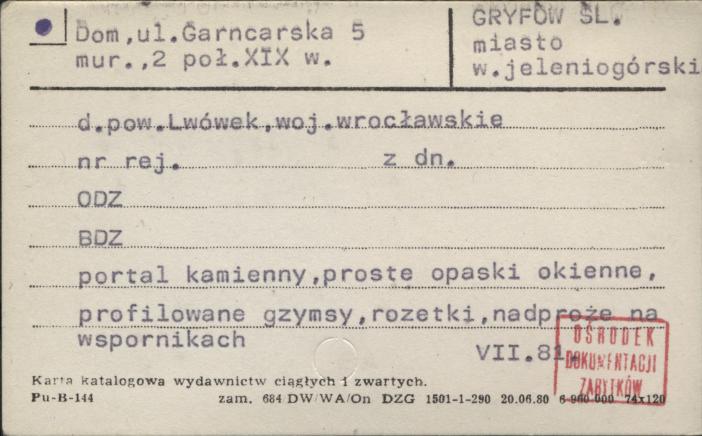 Dom,ul.Garncarska 5
mur.,2 poł.XIX w.
GRYFÓW ŚL.
miasto
w.jeleniogórski
d.pow.Lwówek,woj.wrocławskie
nr rej. z dn.
ODZ
BDZ
portal kamienny,proste opaski okienne,
profilowane gzymsy,rozetki,nadproże na
wspornikach
VII.81
OŚRODEK
DOKUMENTACJI
ZABYTKÓW
Karta katalogowa wydawnictw ciągłych i zwartych.
Pu-B-144 zam. 684 DW/WA/On DZG 1501-1-290 20.06.80 6 960 000 74x120